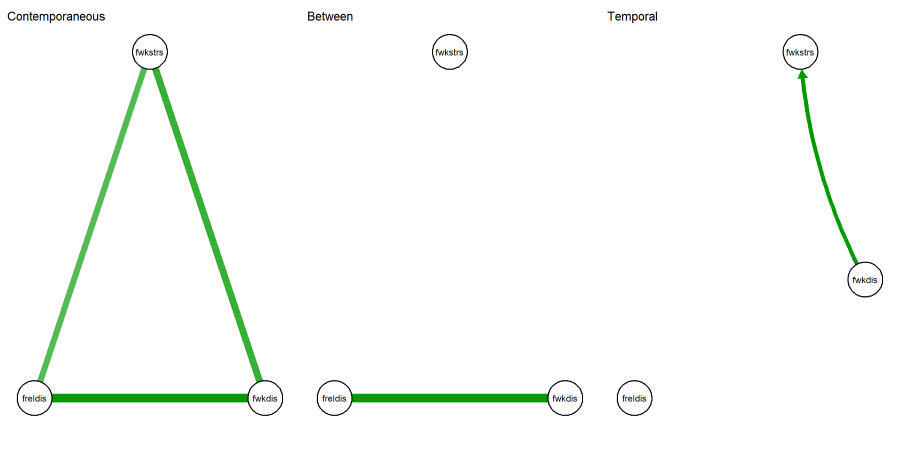 Contemporaneous
Between
Temporal
fwkstrs
fwkstrs
fwkstrs
fwkdis
freldis
fwkdis
freldis
fwkdis
freldis